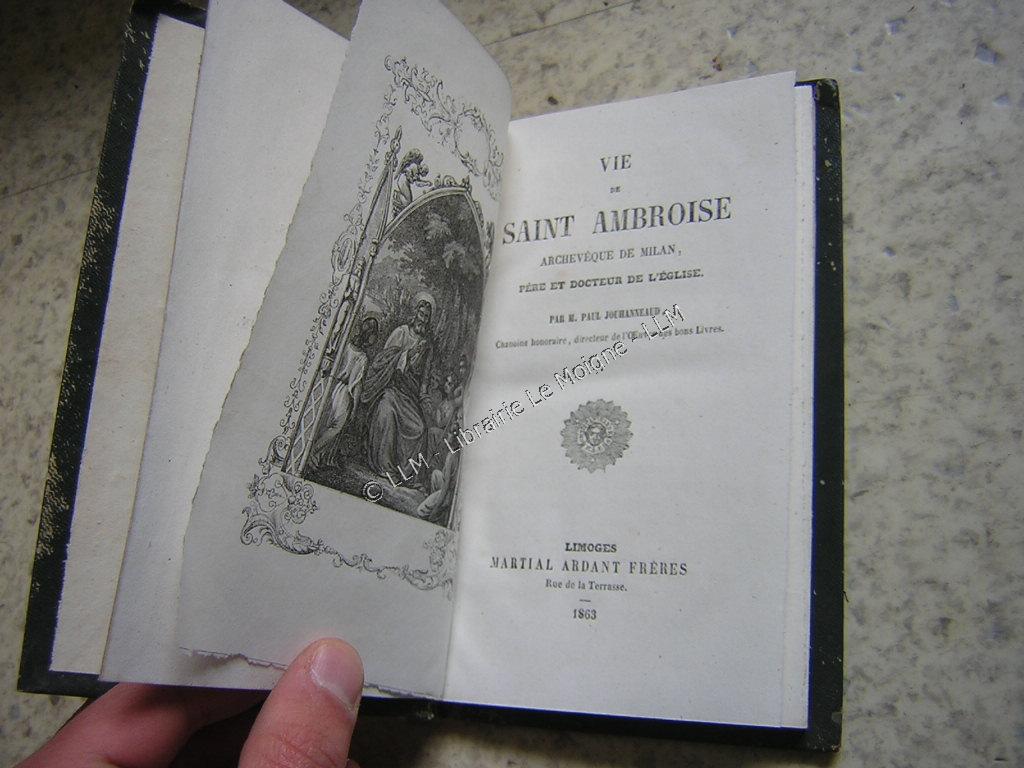 VIE
DE
SAINT AMBROISE
ARCHEVÊQUE DE MILAN,
PÈRE ET DOCTEUR DE L'ÉGLISE.
PAR M. PAUL JOUHANNEAUD
Chanoine honoraire, directeur de l'Œuvre des bons Livres.
© LLM - Librairie Le Moigne - LLM
LIMOGES
MARTIAL ARDANT FRÈRES
Rue de la Terrasse.
1863